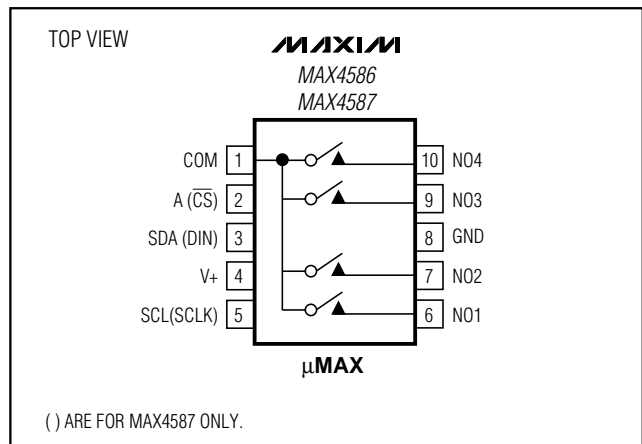 TOP VIEW
MAXIM
MAX4586
MAX4587
COM 1 10 NO4
A (C̅S̅) 2 9 NO3
SDA (DIN) 3 8 GND
V+ 4 7 NO2
SCL(SCLK) 5 6 NO1
μMAX
( ) ARE FOR MAX4587 ONLY.